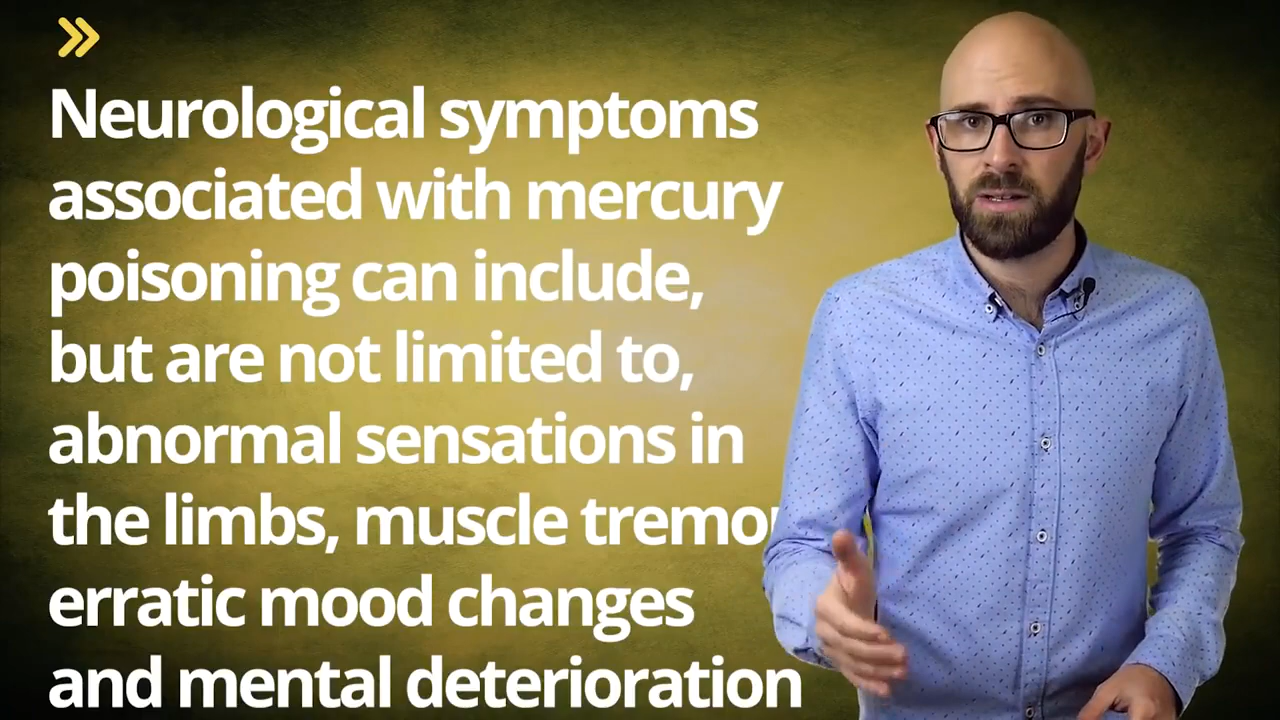 Neurological symptoms
associated with mercury
poisoning can include,
but are not limited to,
abnormal sensations in
the limbs, muscle
erratic mood changes
and mental deterioration